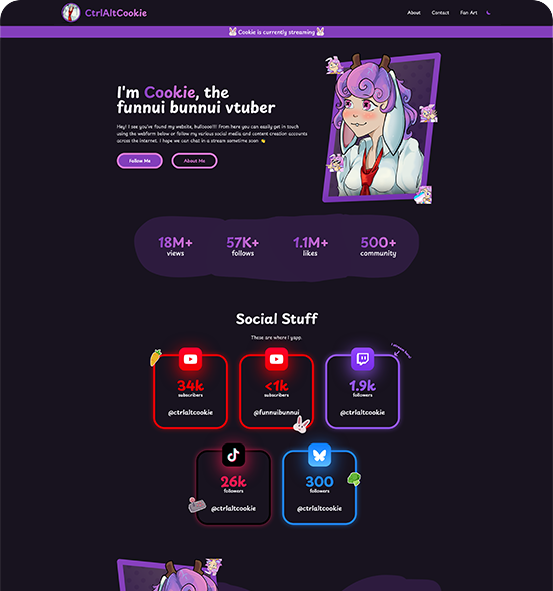 CtrlAltCookie
About
Contact
Fan Art
Cookie is currently streaming
I'm Cookie, the
funnui bunnui vtuber
Hey! I see you've found my website, hulloooo!!! From here you can easily get in touch
using the webform below or follow my various social media and content creation accounts
across the internet. I hope we can chat in a stream sometime soon
Follow Me
About Me
18M+
57K+
1.1M+
500+
views
follows
likes
community
Social Stuff
These are where I yapp.
34k
subscribers
@ctrlaltcookie
<1k
subscribers
@funnuibunnui
1.9k
followers
@ctrlaltcookie
26k
followers
@ctrlaltcookie
300
followers
@ctrlaltcookie